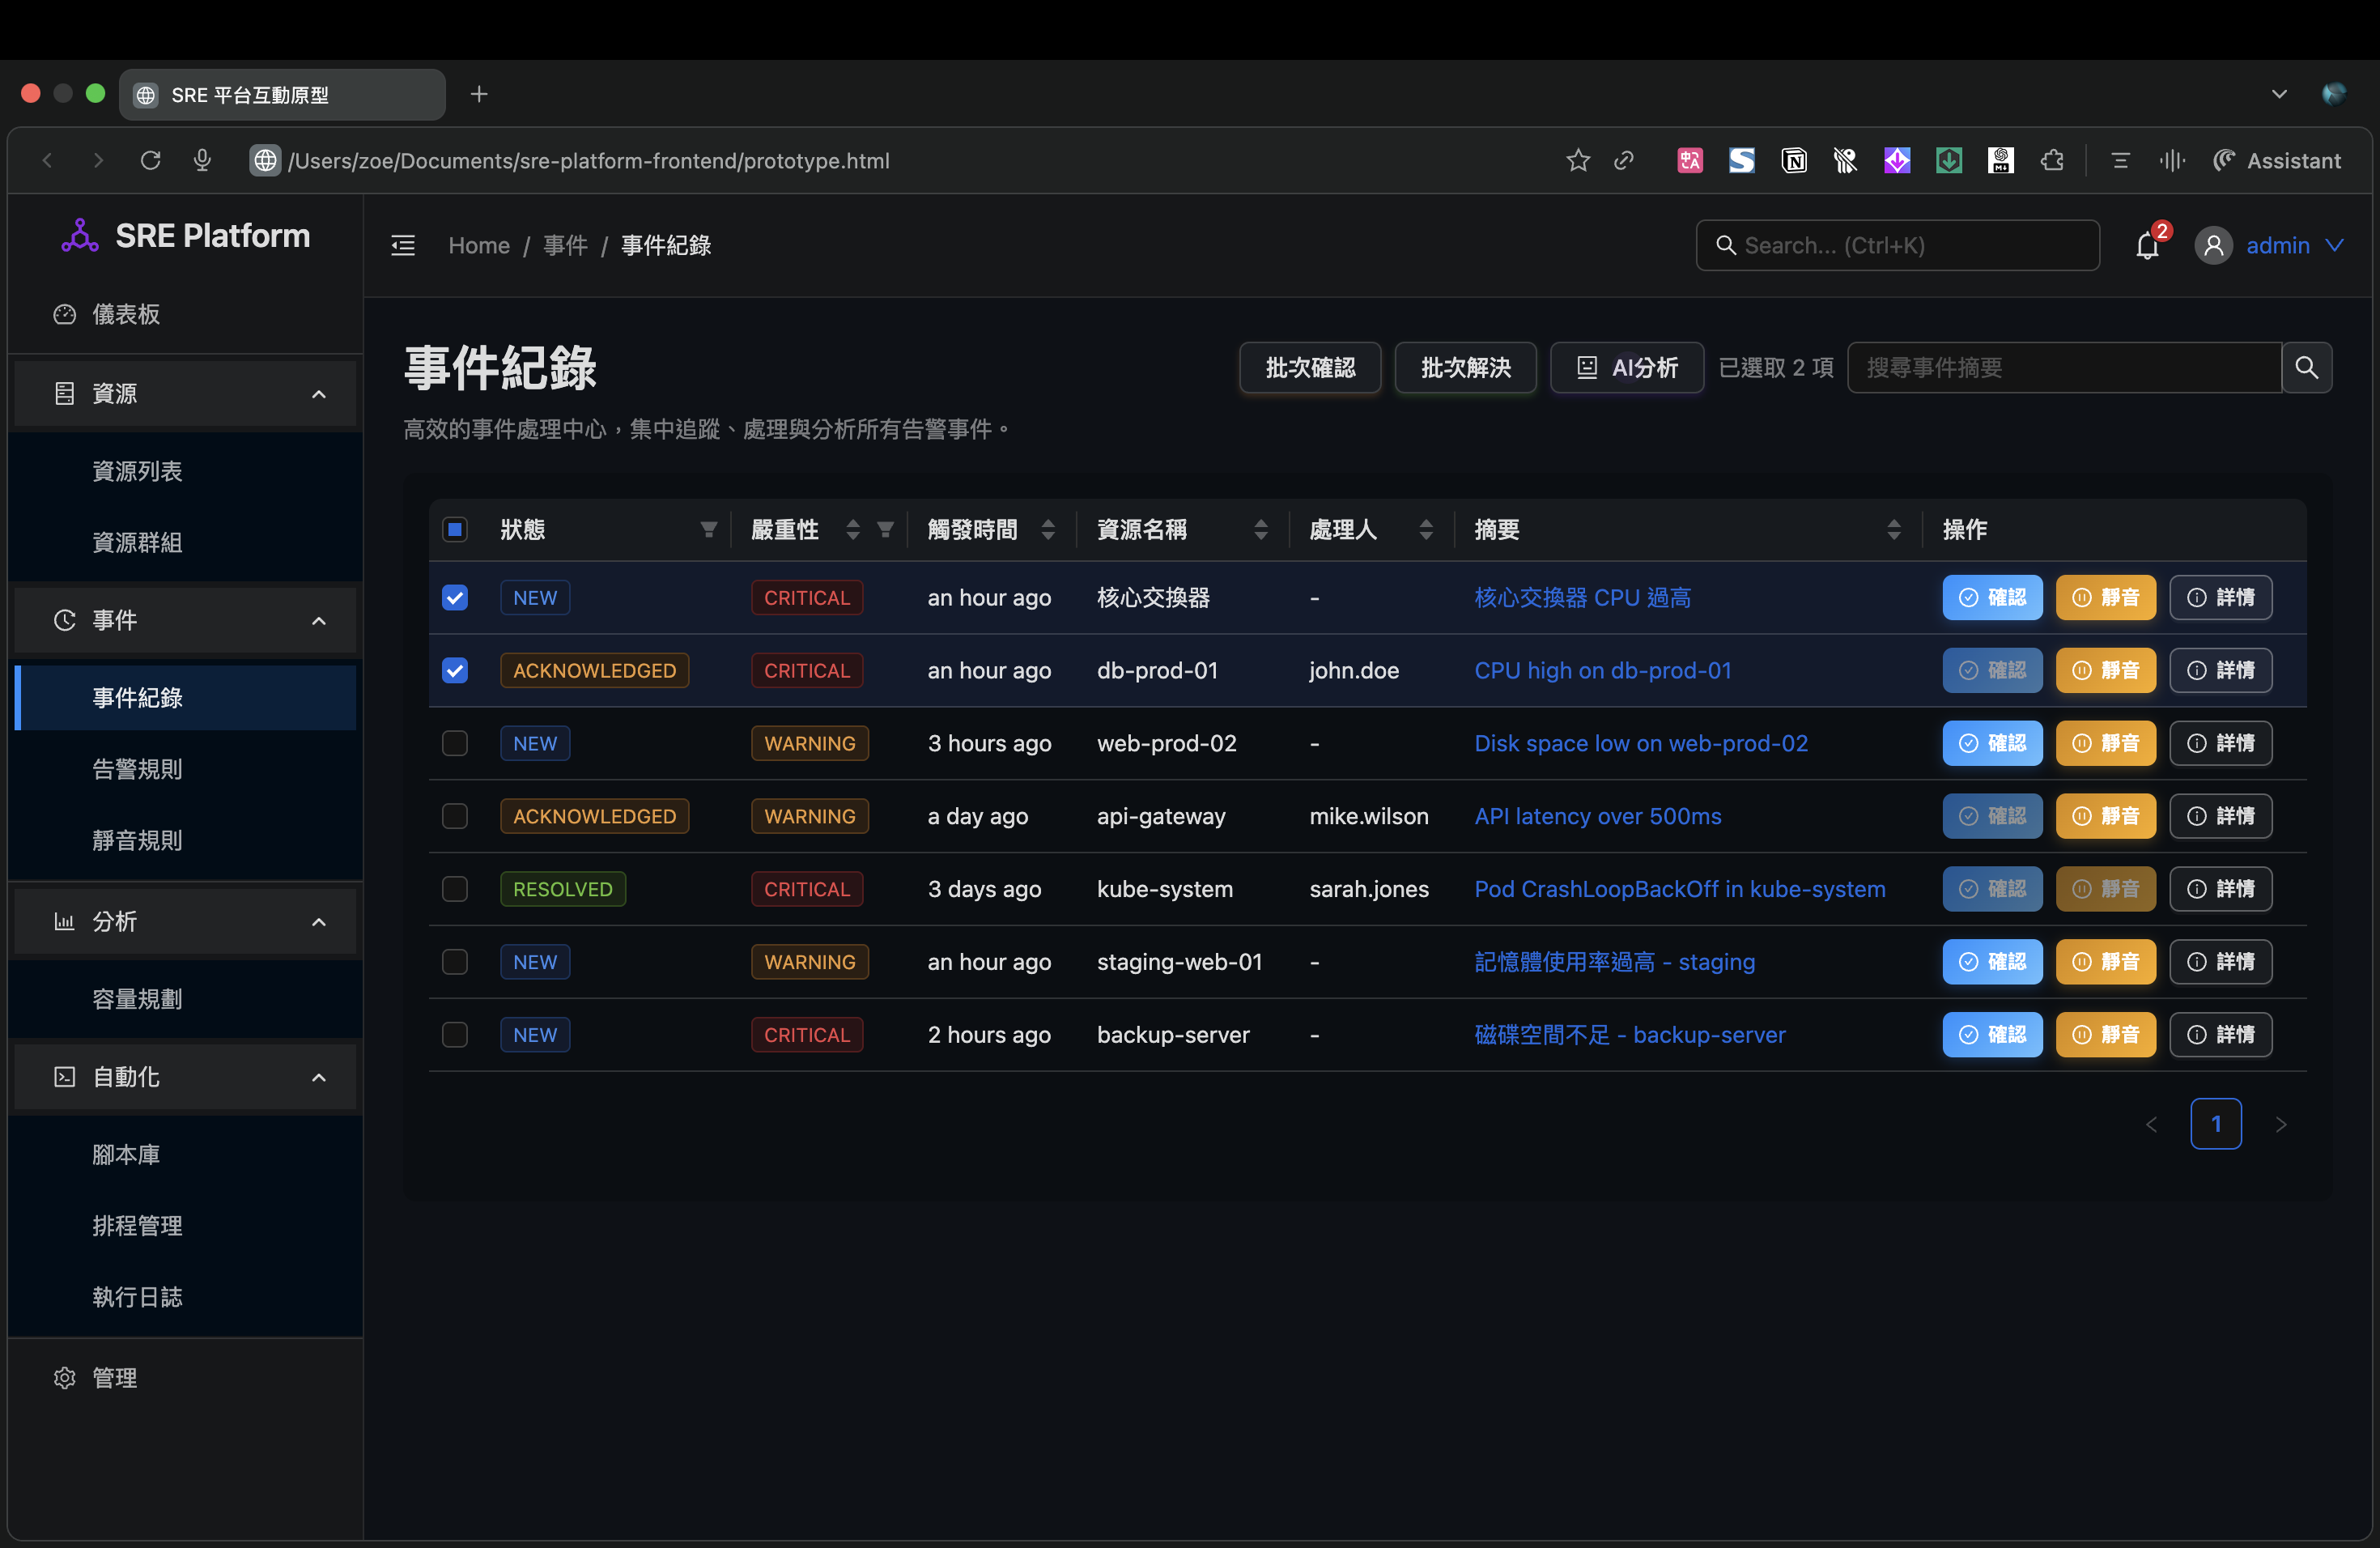 SRE 平台互動原型
/Users/zoe/Documents/sre-platform-frontend/prototype.html
Assistant
SRE Platform
儀表板
資源
資源列表
資源群組
事件
事件紀錄
告警規則
靜音規則
分析
容量規劃
自動化
腳本庫
排程管理
執行日誌
管理
Home / 事件 / 事件紀錄
Search... (Ctrl+K)
2
admin
事件紀錄
批次確認 批次解決 AI分析 已選取 2 項 搜尋事件摘要
高效的事件處理中心，集中追蹤、處理與分析所有告警事件。
狀態 嚴重性 觸發時間 資源名稱 處理人 摘要 操作
NEW CRITICAL an hour ago 核心交換器 - 核心交換器 CPU 過高 確認 靜音 詳情
ACKNOWLEDGED CRITICAL an hour ago db-prod-01 john.doe CPU high on db-prod-01 確認 靜音 詳情
NEW WARNING 3 hours ago web-prod-02 - Disk space low on web-prod-02 確認 靜音 詳情
ACKNOWLEDGED WARNING a day ago api-gateway mike.wilson API latency over 500ms 確認 靜音 詳情
RESOLVED CRITICAL 3 days ago kube-system sarah.jones Pod CrashLoopBackOff in kube-system 確認 靜音 詳情
NEW WARNING an hour ago staging-web-01 - 記憶體使用率過高 - staging 確認 靜音 詳情
NEW CRITICAL 2 hours ago backup-server - 磁碟空間不足 - backup-server 確認 靜音 詳情
1